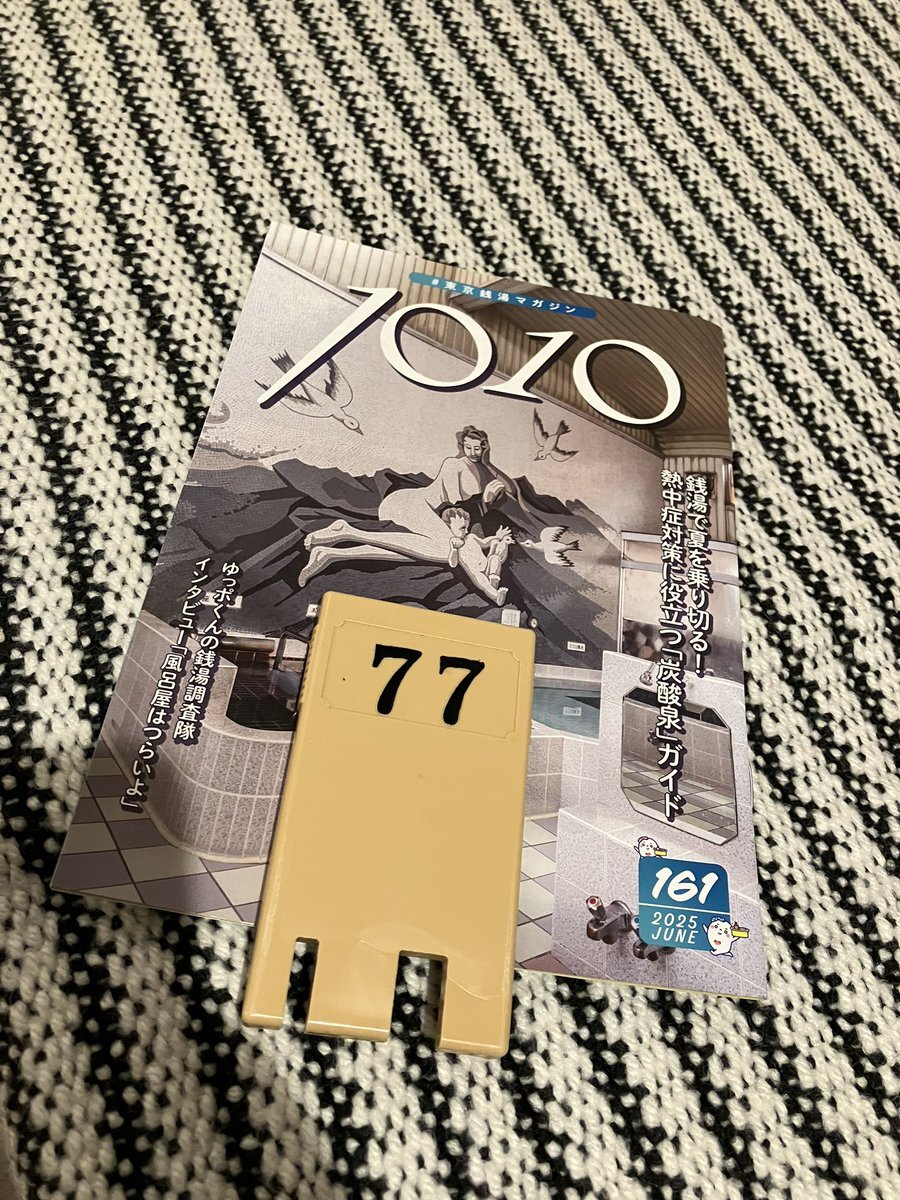 #東京銭湯マガジン
1010
銭湯で夏を乗り切る!
熱中症対策に役立つ「炭酸泉」ガイド
ゆっポくんの銭湯調査隊
インタビュー「風呂屋はつらいよ」
77
161
2025
JUNE